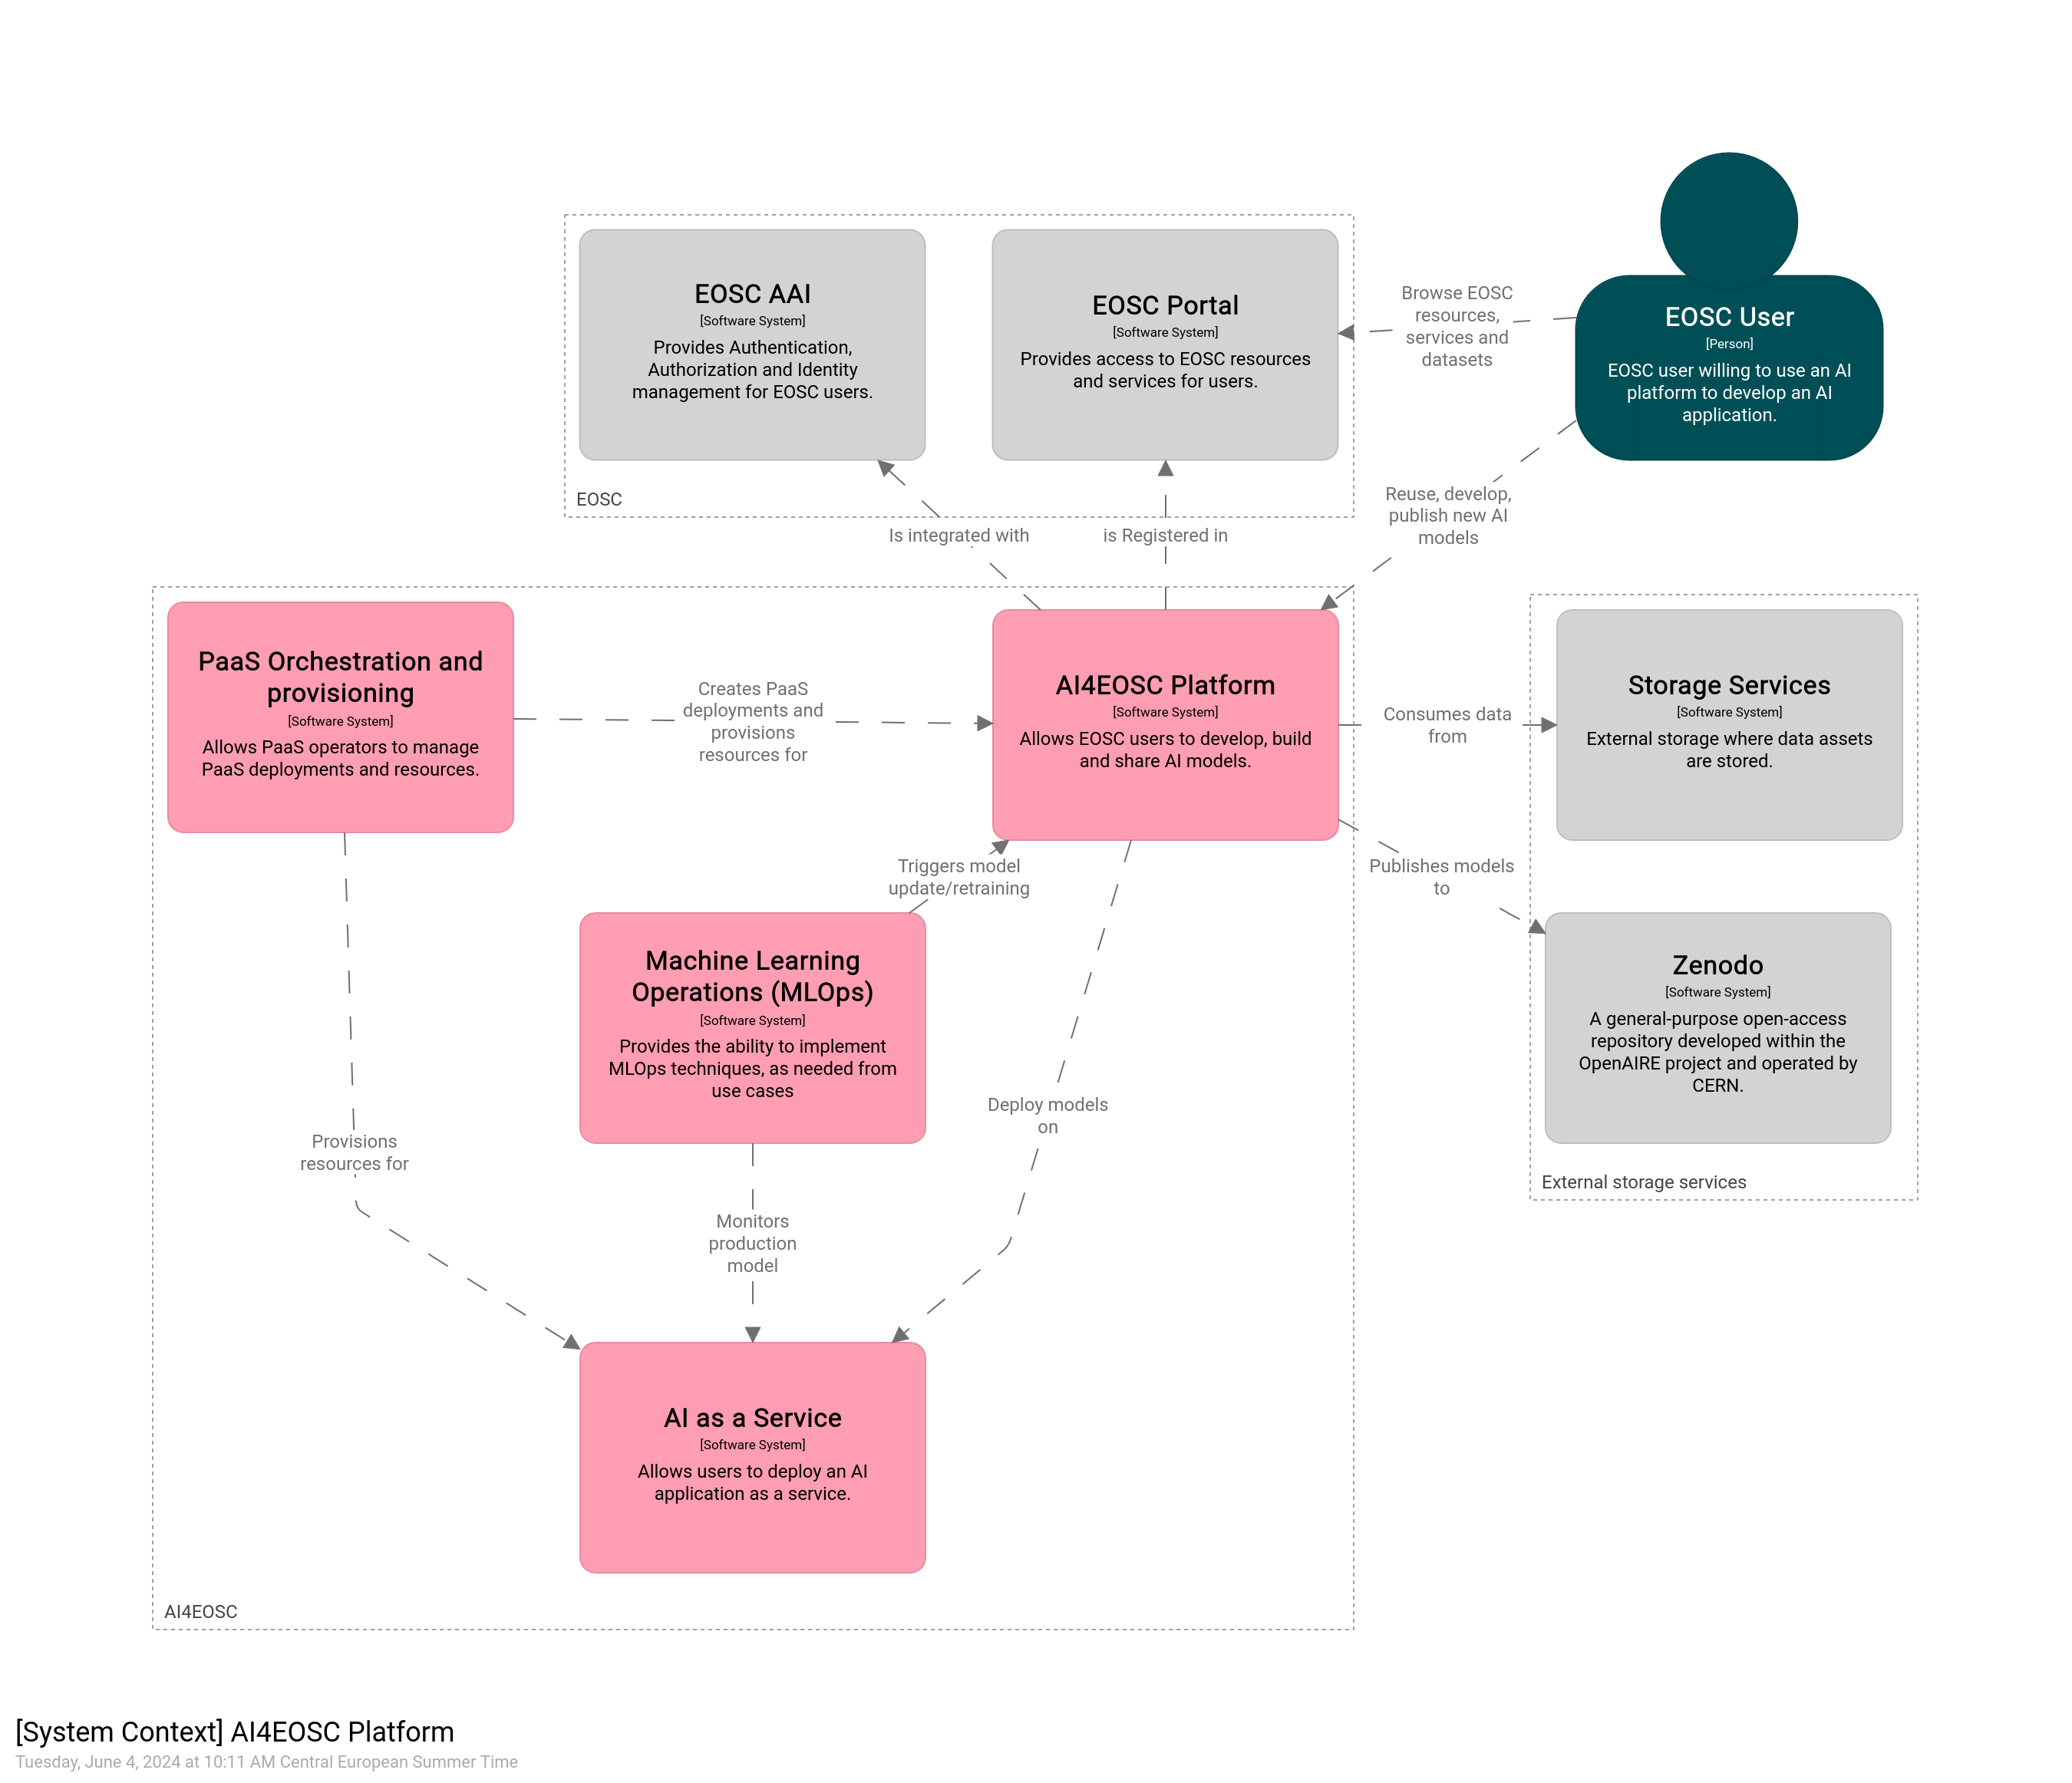 EOSC AAI
[Software System]
Provides Authentication,
Authorization and Identity
management for EOSC users.
EOSC Portal
[Software System]
Provides access to EOSC resources
and services for users.
EOSC
Browse EOSC
resources,
services and
datasets
EOSC User
[Person]
EOSC user willing to use an AI
platform to develop an AI
application.
Is integrated with
is Registered in
Reuse, develop,
publish new AI
models
PaaS Orchestration and
provisioning
[Software System]
Allows PaaS operators to manage
PaaS deployments and resources.
Creates PaaS
deployments and
provisions
resources for
AI4EOSC Platform
[Software System]
Allows EOSC users to develop, build
and share AI models.
Consumes data
from
Storage Services
[Software System]
External storage where data assets
are stored.
Triggers model
update/retraining
Publishes models
to
Machine Learning
Operations (MLOps)
[Software System]
Provides the ability to implement
MLOps techniques, as needed from
use cases
Zenodo
[Software System]
A general-purpose open-access
repository developed within the
OpenAIRE project and operated by
CERN.
External storage services
Deploy models
on
Provisions
resources for
Monitors
production
model
AI as a Service
[Software System]
Allows users to deploy an AI
application as a service.
AI4EOSC
[System Context] AI4EOSC Platform
Tuesday, June 4, 2024 at 10:11 AM Central European Summer Time